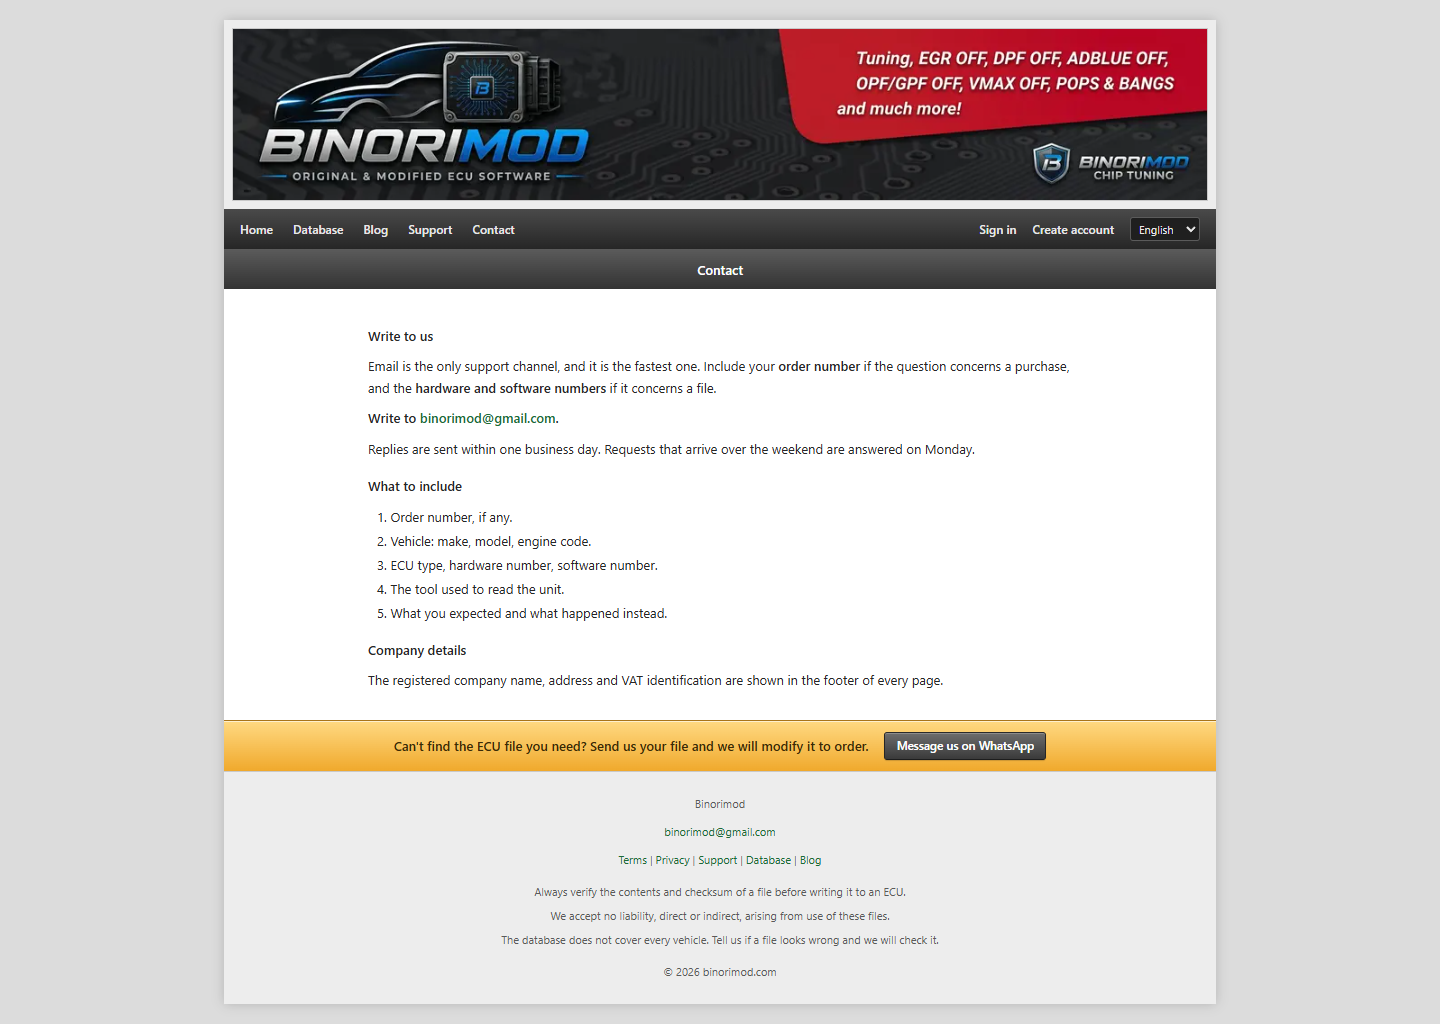 BINORIMOD
ORIGINAL & MODIFIED ECU SOFTWARE
Tuning, EGR OFF, DPF OFF, ADBLUE OFF,
OPF/GPF OFF, VMAX OFF, POPS & BANGS
and much more!
BINORIMOD
CHIP TUNING
Home Database Blog Support Contact Sign in Create account English
Contact
Write to us
Email is the only support channel, and it is the fastest one. Include your order number if the question concerns a purchase,
and the hardware and software numbers if it concerns a file.
Write to binorimod@gmail.com.
Replies are sent within one business day. Requests that arrive over the weekend are answered on Monday.
What to include
1. Order number, if any.
2. Vehicle: make, model, engine code.
3. ECU type, hardware number, software number.
4. The tool used to read the unit.
5. What you expected and what happened instead.
Company details
The registered company name, address and VAT identification are shown in the footer of every page.
Can't find the ECU file you need? Send us your file and we will modify it to order. Message us on WhatsApp
Binorimod
binorimod@gmail.com
Terms | Privacy | Support | Database | Blog
Always verify the contents and checksum of a file before writing it to an ECU.
We accept no liability, direct or indirect, arising from use of these files.
The database does not cover every vehicle. Tell us if a file looks wrong and we will check it.
© 2026 binorimod.com